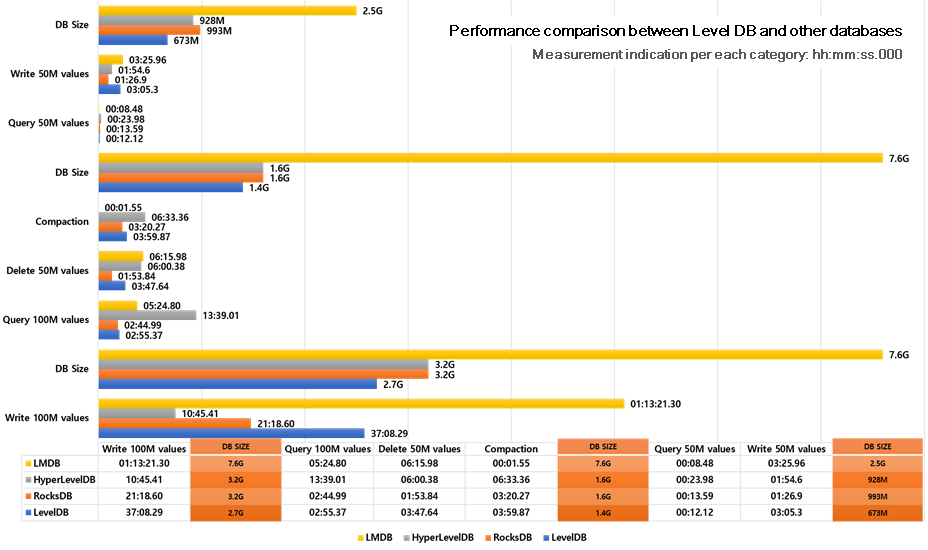 Performance comparison between Level DB and other databases
Measurement indication per each category: hh:mm:ss.000
DB Size
2.5G
928M
993M
673M
Write 50M values
03:25.96
01:54.6
01:26.9
03:05.3
Query 50M values
00:08.48
00:23.98
00:13.59
00:12.12
DB Size
7.6G
1.6G
1.6G
1.4G
Compaction
00:01.55
06:33.36
03:20.27
03:59.87
Delete 50M values
06:15.98
06:00.38
01:53.84
03:47.64
Query 100M values
05:24.80
13:39.01
02:44.99
02:55.37
DB Size
7.6G
3.2G
3.2G
2.7G
Write 100M values
01:13:21.30
10:45.41
21:18.60
37:08.29
Write 100M values DB SIZE Query 100M values Delete 50M values Compaction DB SIZE Query 50M values Write 50M values DB SIZE
LMDB 01:13:21.30 7.6G 05:24.80 06:15.98 00:01.55 7.6G 00:08.48 03:25.96 2.5G
HyperLevelDB 10:45.41 3.2G 13:39.01 06:00.38 06:33.36 1.6G 00:23.98 01:54.6 928M
RocksDB 21:18.60 3.2G 02:44.99 01:53.84 03:20.27 1.6G 00:13.59 01:26.9 993M
LevelDB 37:08.29 2.7G 02:55.37 03:47.64 03:59.87 1.4G 00:12.12 03:05.3 673M
LMDB HyperLevelDB RocksDB LevelDB